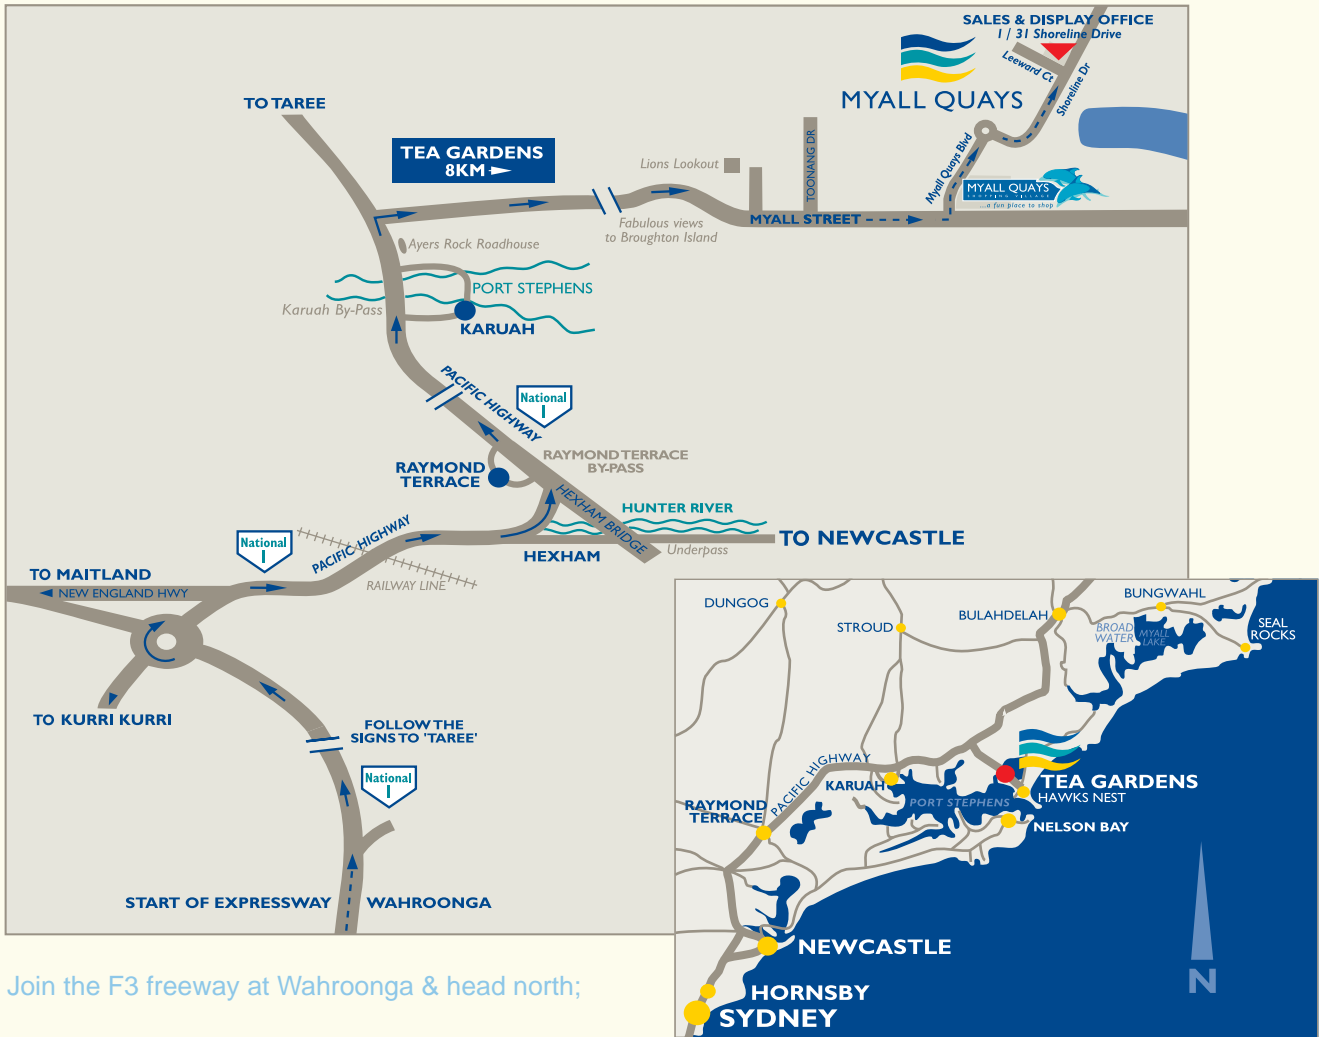 SALES & DISPLAY OFFICE
1 / 31 Shoreline Drive
Leeward Ct
Shoreline Dr
MYALL QUAYS
TO TAREE
TEA GARDENS
8KM
Lions Lookout
TOONANG DR
Myall Quays Blvd
MYALL QUAYS
SHOPPING VILLAGE
...a fun place to shop
MYALL STREET
Fabulous views
to Broughton Island
Ayers Rock Roadhouse
PORT STEPHENS
Karuah By-Pass
KARUAH
PACIFIC HIGHWAY
National
1
RAYMOND TERRACE
BY-PASS
RAYMOND
TERRACE
HEXHAM BRIDGE
HUNTER RIVER
TO NEWCASTLE
Underpass
HEXHAM
PACIFIC HIGHWAY
National
1
RAILWAY LINE
TO MAITLAND
NEW ENGLAND HWY
TO KURRI KURRI
FOLLOW THE
SIGNS TO 'TAREE'
National
1
START OF EXPRESSWAY
WAHROONGA
DUNGOG
STROUD
BULAHDELAH
BUNGWAHL
BROAD
WATER
MYALL
LAKE
SEAL
ROCKS
PACIFIC HIGHWAY
KARUAH
PORT STEPHENS
TEA GARDENS
HAWKS NEST
RAYMOND
TERRACE
NELSON BAY
NEWCASTLE
HORNSBY
SYDNEY
N
Join the F3 freeway at Wahroonga & head north;